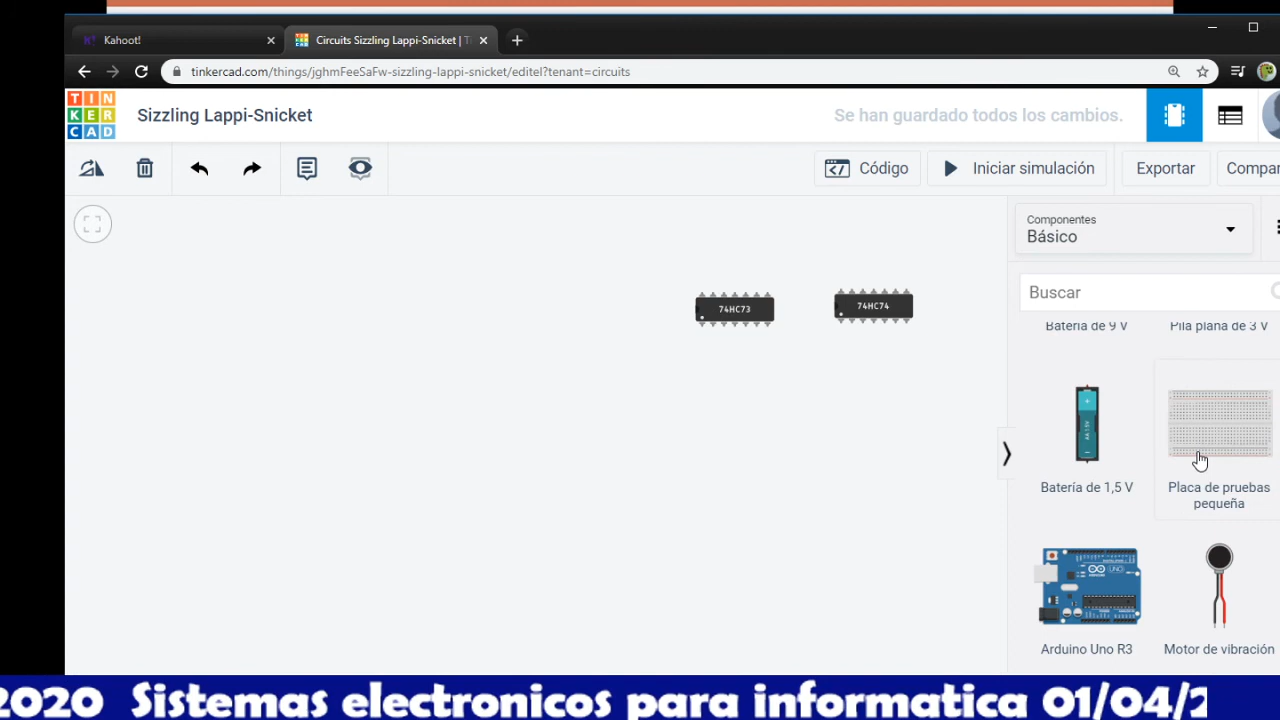 Kahoot!
Circuits Sizzling Lappi-Snicket | Ti
tinkercad.com/things/jghmFeeSaFw-sizzling-lappi-snicket/editel?tenant=circuits
TIN
KER
CAD
Sizzling Lappi-Snicket
Se han guardado todos los cambios.
Código
Iniciar simulación
Exportar
Compar
Componentes
Básico
Buscar
Batería de 9 V
Pila plana de 3 V
74HC73
74HC74
Batería de 1,5 V
Placa de pruebas pequeña
Arduino Uno R3
Motor de vibración
2020 Sistemas electronicos para informatica 01/04/2